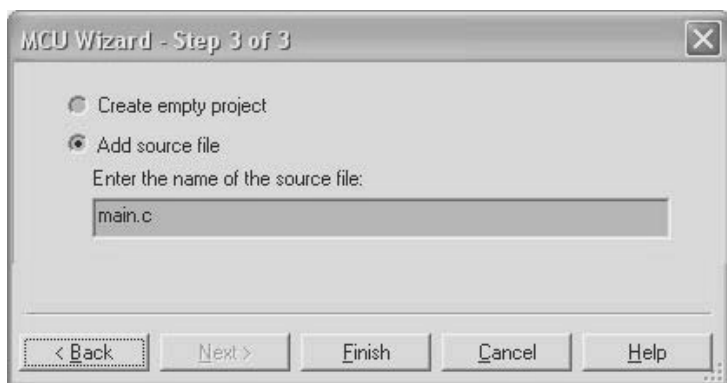 MCU Wizard - Step 3 of 3
Create empty project
Add source file
Enter the name of the source file:
main.c
< Back Next > Finish Cancel Help